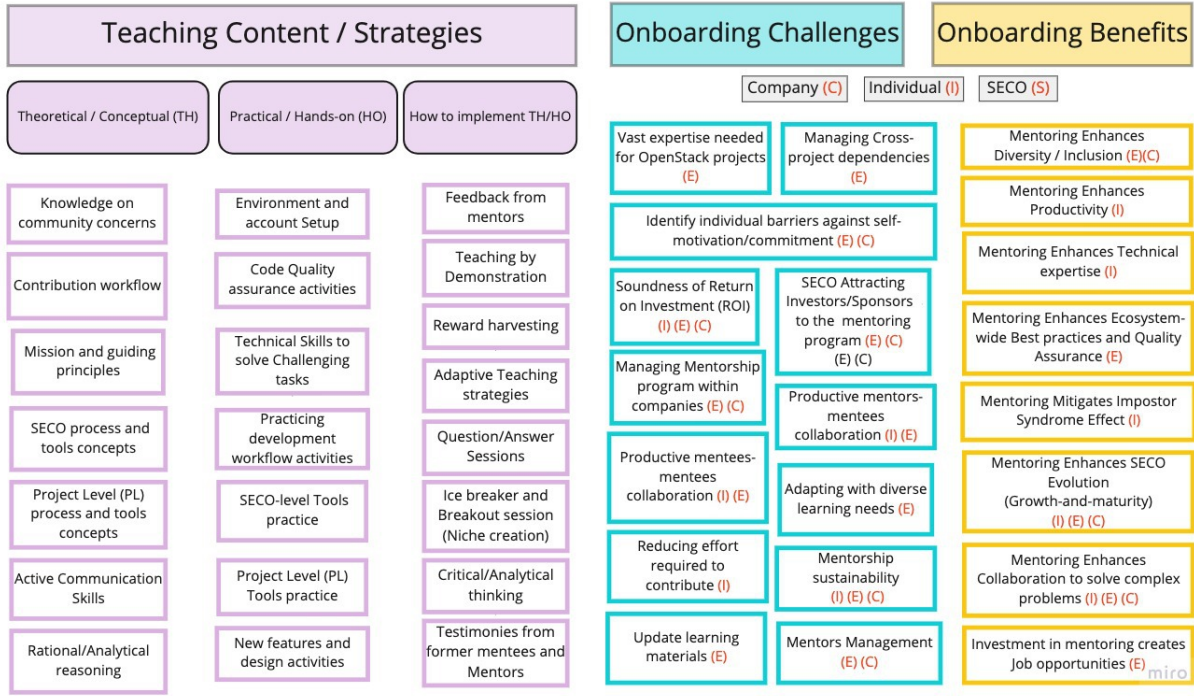 Teaching Content / Strategies
Theoretical / Conceptual (TH)
Practical / Hands-on (HO)
How to implement TH/HO
Knowledge on
community concerns
Contribution workflow
Mission and guiding
principles
SECO process and
tools concepts
Project Level (PL)
process and tools
concepts
Active Communication
Skills
Rational/Analytical
reasoning
Environment and
account Setup
Code Quality
assurance activities
Technical Skills to
solve Challenging
tasks
Practicing
development
workflow activities
SECO-level Tools
practice
Project Level (PL)
Tools practice
New features and
design activities
Feedback from
mentors
Teaching by
Demonstration
Reward harvesting
Adaptive Teaching
strategies
Question/Answer
Sessions
Ice breaker and
Breakout session
(Niche creation)
Critical/Analytical
thinking
Testimonies from
former mentees and
Mentors
Onboarding Challenges
Onboarding Benefits
Company (C)
Individual (I)
SECO (S)
Vast expertise needed
for OpenStack projects
(E)
Managing Cross-
project dependencies
(E)
Identify individual barriers against self-
motivation/commitment (E) (C)
Soundness of Return
on Investment (ROI)
(I) (E) (C)
SECO Attracting
Investors/Sponsors
to the mentoring
program (E) (C)
(E) (C)
Managing Mentorship
program within
companies (E) (C)
Productive mentors-
mentees
collaboration (I) (E)
Productive mentees-
mentees
collaboration (I) (E)
Adapting with diverse
learning needs (E)
Reducing effort
required to
contribute (I)
Mentorship
sustainability
(I) (E) (C)
Update learning
materials (E)
Mentors Management
(E) (C)
Mentoring Enhances
Diversity / Inclusion (E)(C)
Mentoring Enhances
Productivity (I)
Mentoring Enhances Technical
expertise (I)
Mentoring Enhances Ecosystem-
wide Best practices and Quality
Assurance (E)
Mentoring Mitigates Impostor
Syndrome Effect (I)
Mentoring Enhances SECO
Evolution
(Growth-and-maturity)
(I) (E) (C)
Mentoring Enhances
Collaboration to solve complex
problems (I) (E) (C)
Investment in mentoring creates
Job opportunities (E)
miro